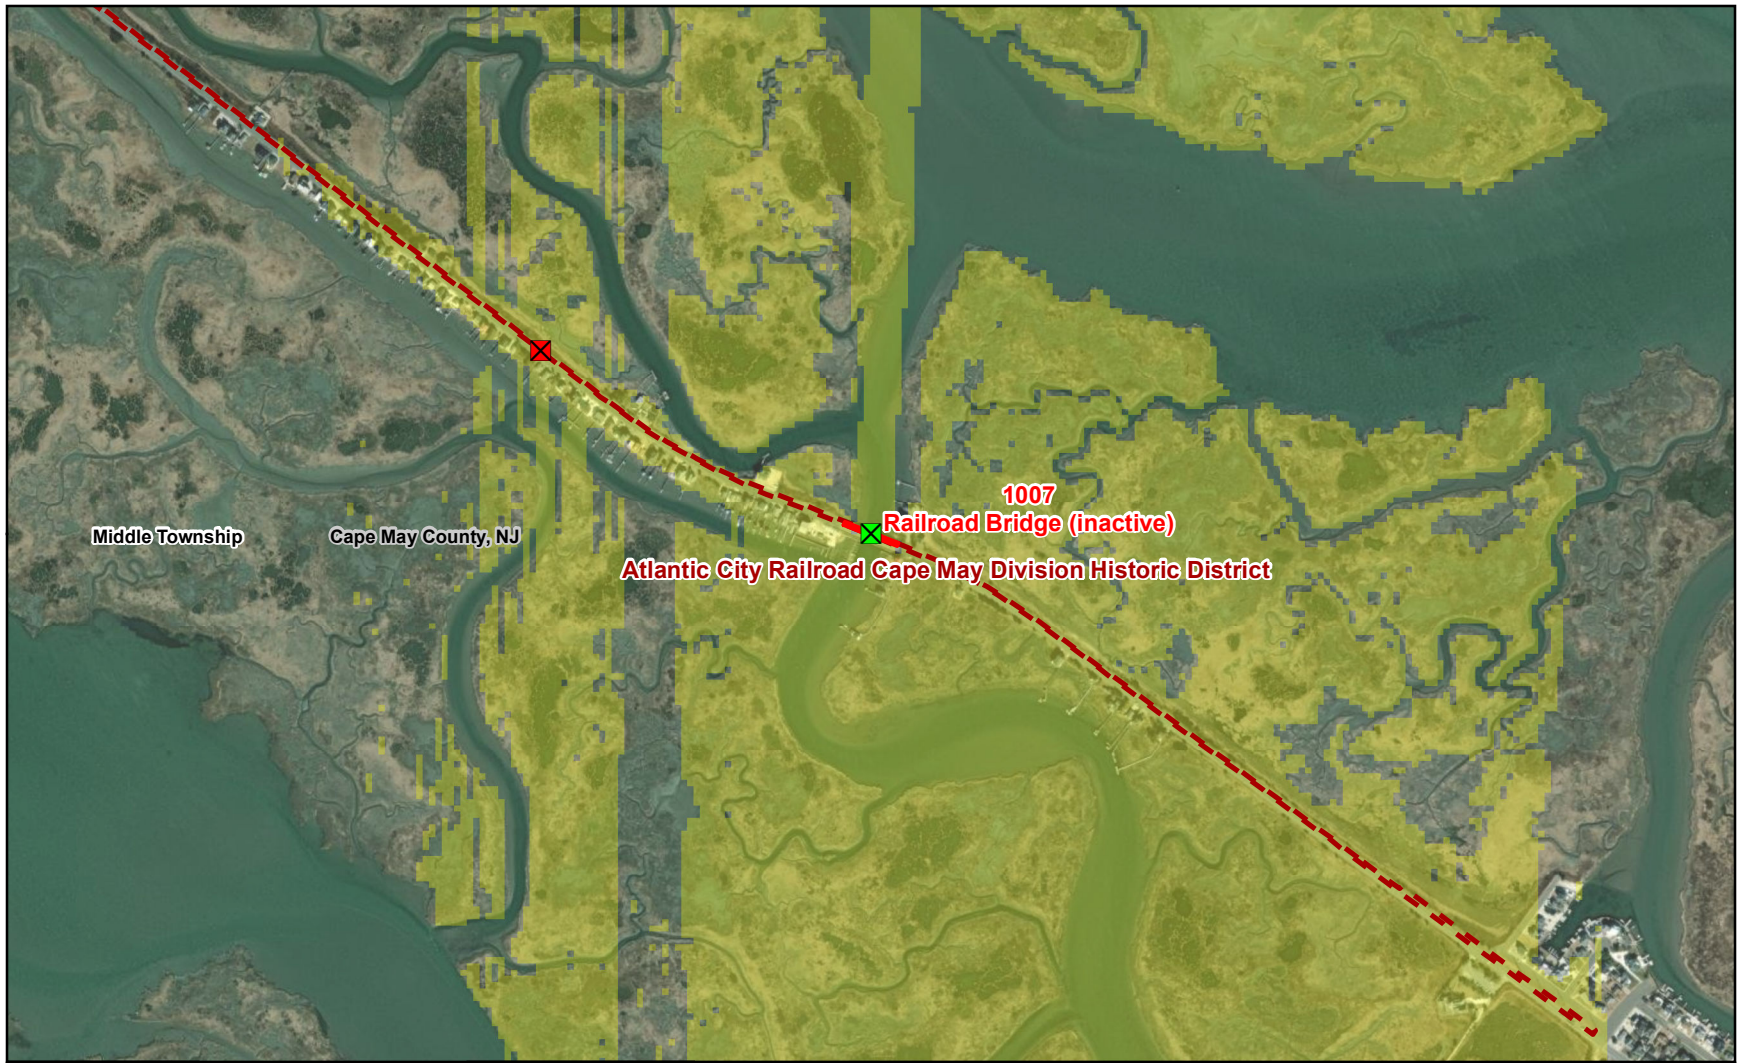 1007
Railroad Bridge (inactive)
Middle Township
Cape May County, NJ
Atlantic City Railroad Cape May Division Historic District